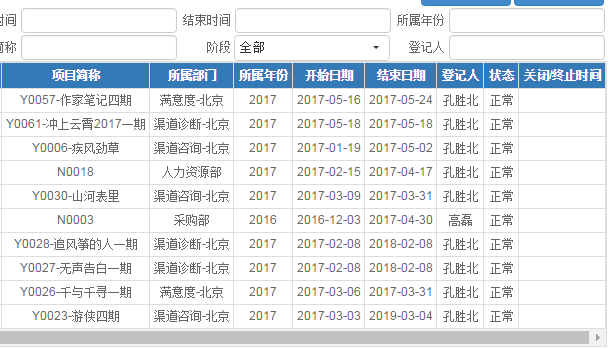 时间 结束时间 所属年份
简称 阶段 全部 登记人
项目简称 所属部门 所属年份 开始日期 结束日期 登记人 状态 关闭/终止时间
Y0057-作家笔记四期 满意度-北京 2017 2017-05-16 2017-05-24 孔胜北 正常
Y0061-冲上云霄2017一期 渠道诊断-北京 2017 2017-05-18 2017-05-18 孔胜北 正常
Y0006-疾风劲草 渠道咨询-北京 2017 2017-01-19 2017-05-02 孔胜北 正常
N0018 人力资源部 2017 2017-02-15 2017-04-17 孔胜北 正常
Y0030-山河表里 渠道咨询-北京 2017 2017-03-09 2017-03-31 孔胜北 正常
N0003 采购部 2016 2016-12-03 2017-04-30 高磊 正常
Y0028-追风筝的人一期 渠道诊断-北京 2017 2017-02-08 2018-02-08 孔胜北 正常
Y0027-无声告白一期 渠道诊断-北京 2017 2017-02-08 2018-02-08 孔胜北 正常
Y0026-千与千寻一期 满意度-北京 2017 2017-03-06 2017-03-31 孔胜北 正常
Y0023-游侠四期 渠道咨询-北京 2017 2017-03-03 2019-03-04 孔胜北 正常